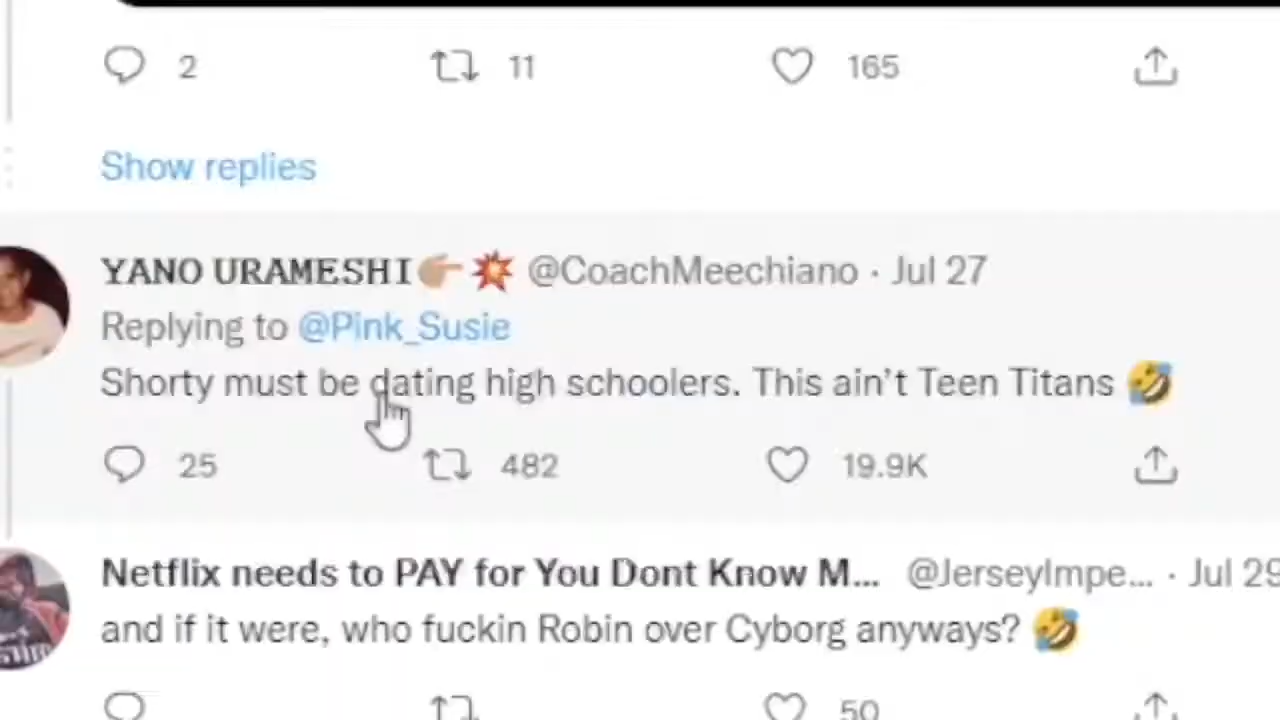 2 11 165
Show replies
YANO URAMESHI👉🏽💥 @CoachMeechiano · Jul 27
Replying to @Pink_Susie
Shorty must be dating high schoolers. This ain't Teen Titans 🤣
25 482 19.9K
Netflix needs to PAY for You Dont Know M... @JerseyImpe... · Jul 29
and if it were, who fuckin Robin over Cyborg anyways? 🤣
50